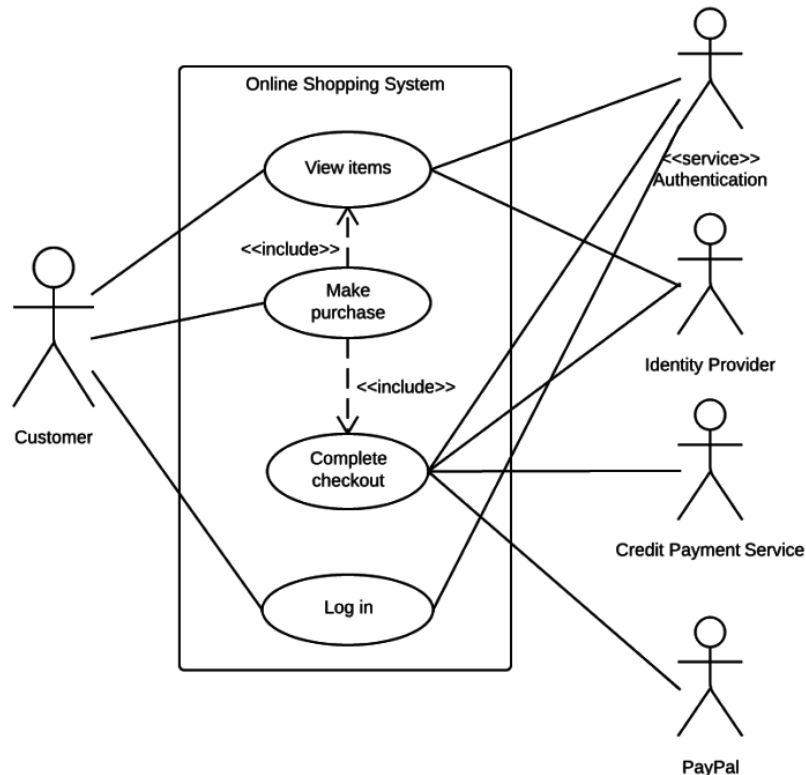 Online Shopping System
View items
<<service>>
Authentication
<<include>>
Make
purchase
Identity Provider
<<include>>
Customer
Complete
checkout
Credit Payment Service
Log in
PayPal